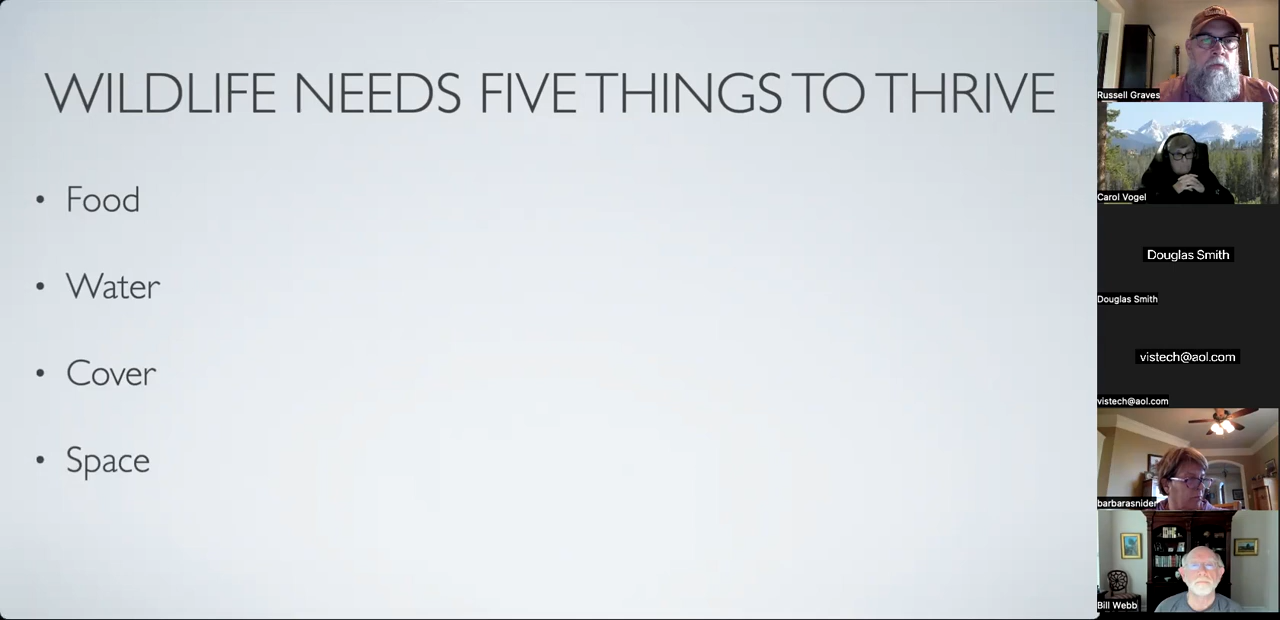 WILDLIFE NEEDS FIVE THINGS TO THRIVE
• Food
• Water
• Cover
• Space
Russell Graves
Carol Vogel
Douglas Smith
Douglas Smith
vistech@aol.com
vistech@aol.com
barbarasnider
Bill Webb